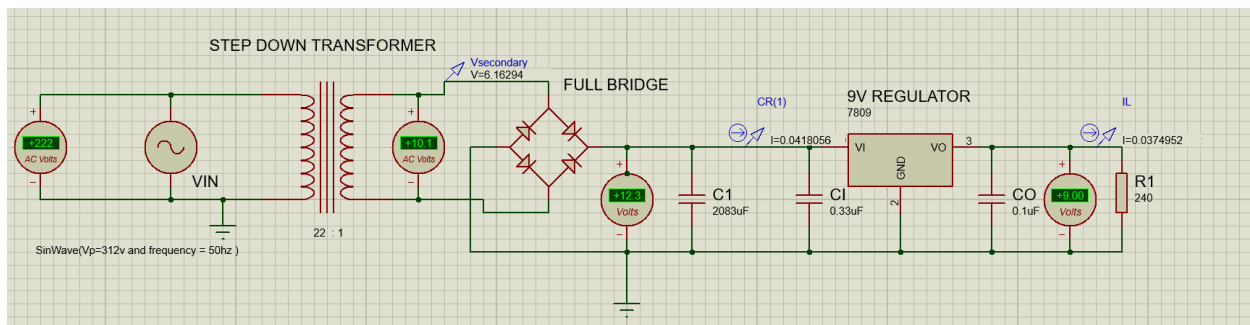 STEP DOWN TRANSFORMER
Vsecondary
V=6.16294
FULL BRIDGE
CR(1)
I=0.0418056
9V REGULATOR
7809
IL
I=0.0374952
+
+222
AC Volts
−
VIN
+
+10.1
AC Volts
−
+
+12.3
Volts
−
C1
2083uF
CI
0.33uF
VI
VO
GND
3
2
CO
0.1uF
+
+9.00
Volts
−
R1
240
22 : 1
SinWave(Vp=312v and frequency = 50hz )